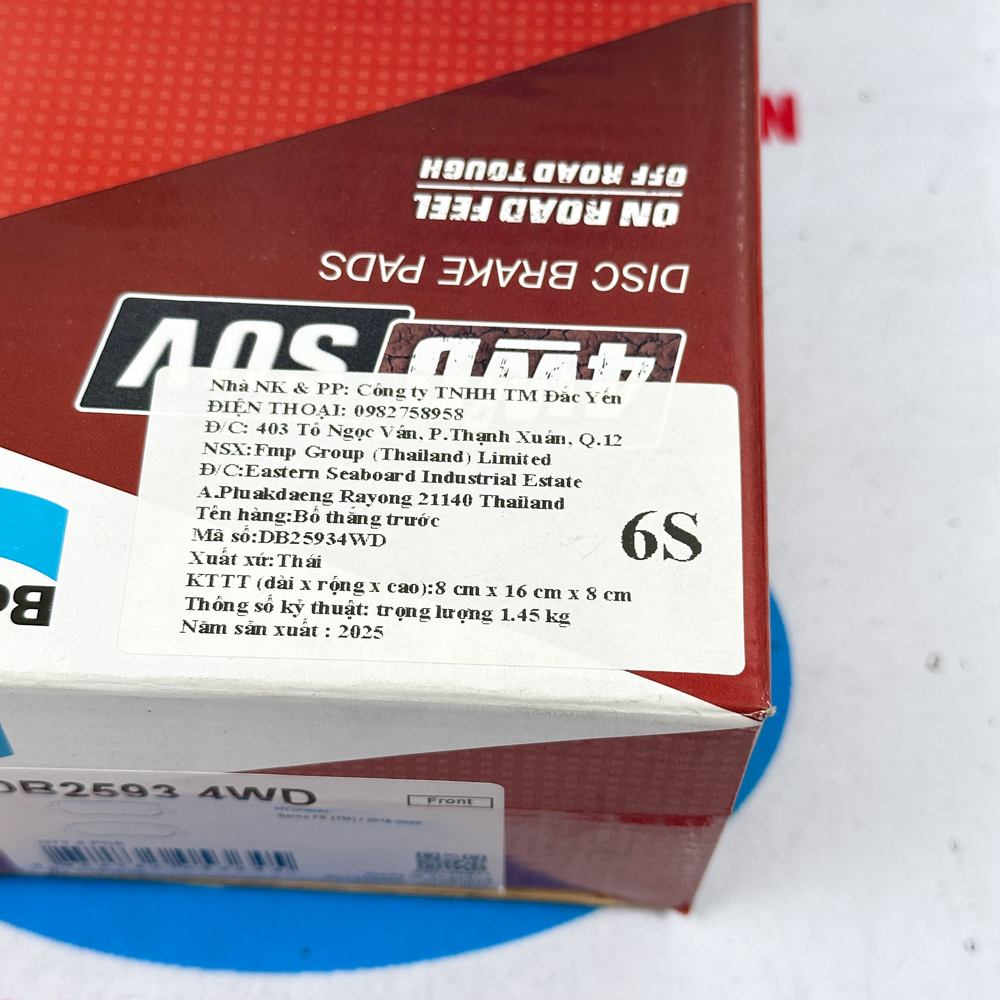 OFF ROAD TOUGH
ON ROAD FEEL
DISC BRAKE PADS
4WD SUV
Nhà NK & PP: Công ty TNHH TM Đắc Yến
ĐIỆN THOẠI: 0982758958
Đ/C: 403 Tô Ngọc Vân, P.Thạnh Xuân, Q.12
NSX:Fmp Group (Thailand) Limited
Đ/C:Eastern Seaboard Industrial Estate
A.Pluakdaeng Rayong 21140 Thailand
Tên hàng:Bố thắng trước
Mã số:DB25934WD
Xuất xứ:Thái
KTTT (dài x rộng x cao):8 cm x 16 cm x 8 cm
Thông số kỹ thuật: trọng lượng 1.45 kg
Năm sản xuất : 2025
6S
DB2593 4WD
Front